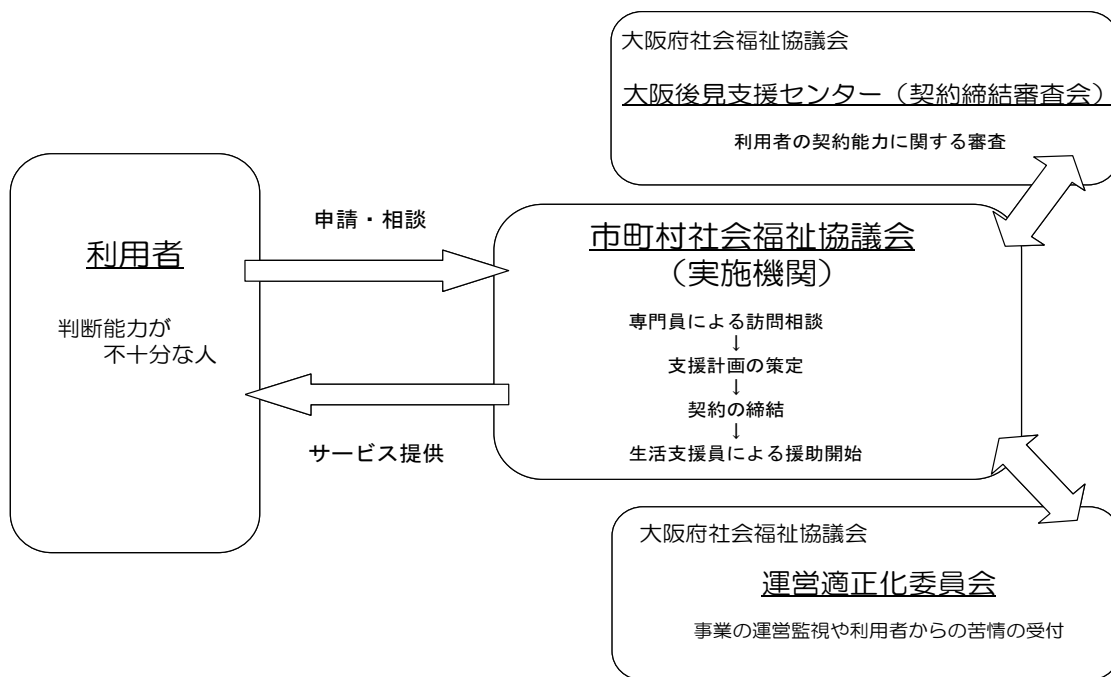 大阪府社会福祉協議会
大阪後見支援センター（契約締結審査会）
利用者の契約能力に関する審査
利用者
判断能力が
不十分な人
申請・相談
サービス提供
市町村社会福祉協議会
（実施機関）
専門員による訪問相談
↓
支援計画の策定
↓
契約の締結
↓
生活支援員による援助開始
大阪府社会福祉協議会
運営適正化委員会
事業の運営監視や利用者からの苦情の受付